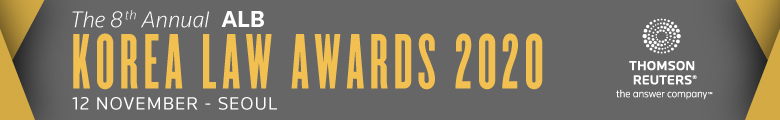 The 8th Annual ALB
KOREA LAW AWARDS 2020
12 NOVEMBER - SEOUL
THOMSON
REUTERS®
the answer company™